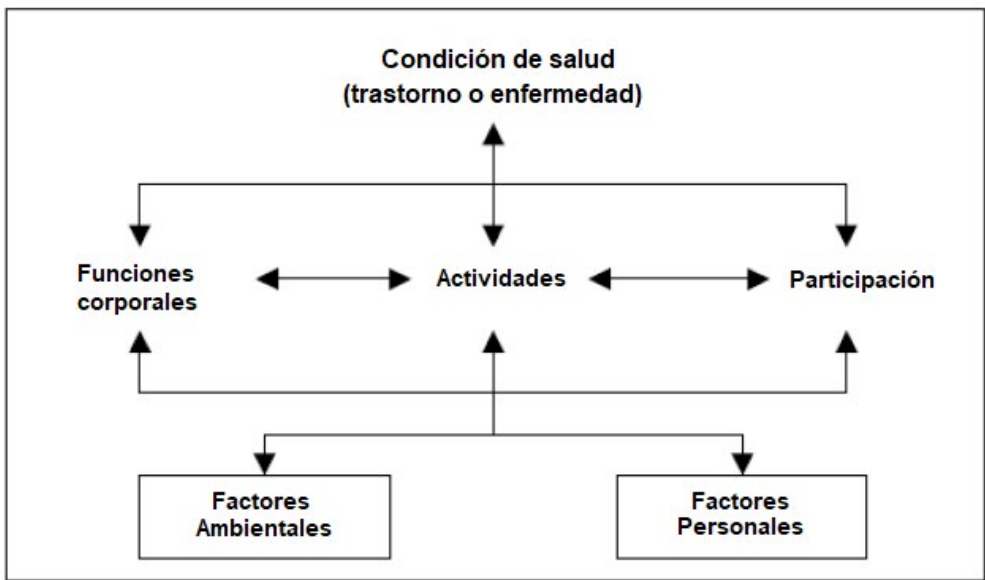 Condición de salud
(trastorno o enfermedad)
Funciones
corporales
Actividades
Participación
Factores
Ambientales
Factores
Personales